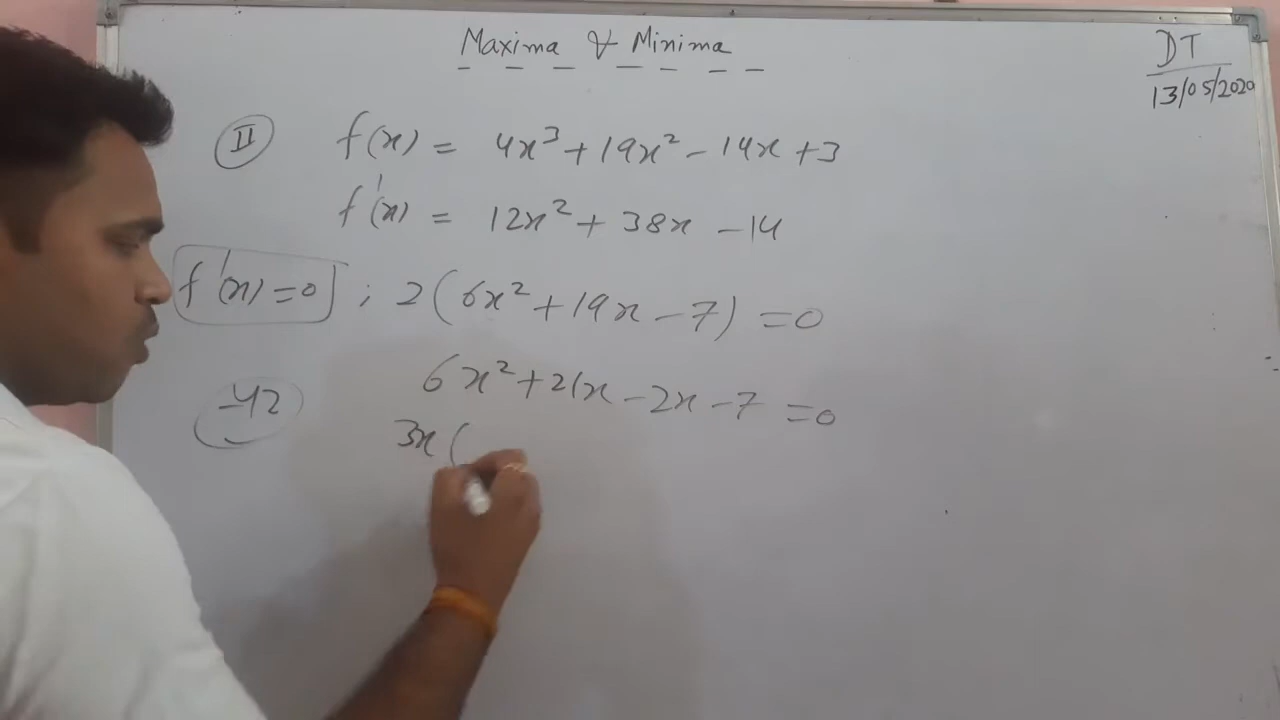 Maxima & Minima
DT
13/05/2020
II f(x) = 4x³ + 19x² - 14x + 3
f'(x) = 12x² + 38x - 14
f'(x) = 0 ; 2(6x² + 19x - 7) = 0
-42 6x² + 21x - 2x - 7 = 0
3x (